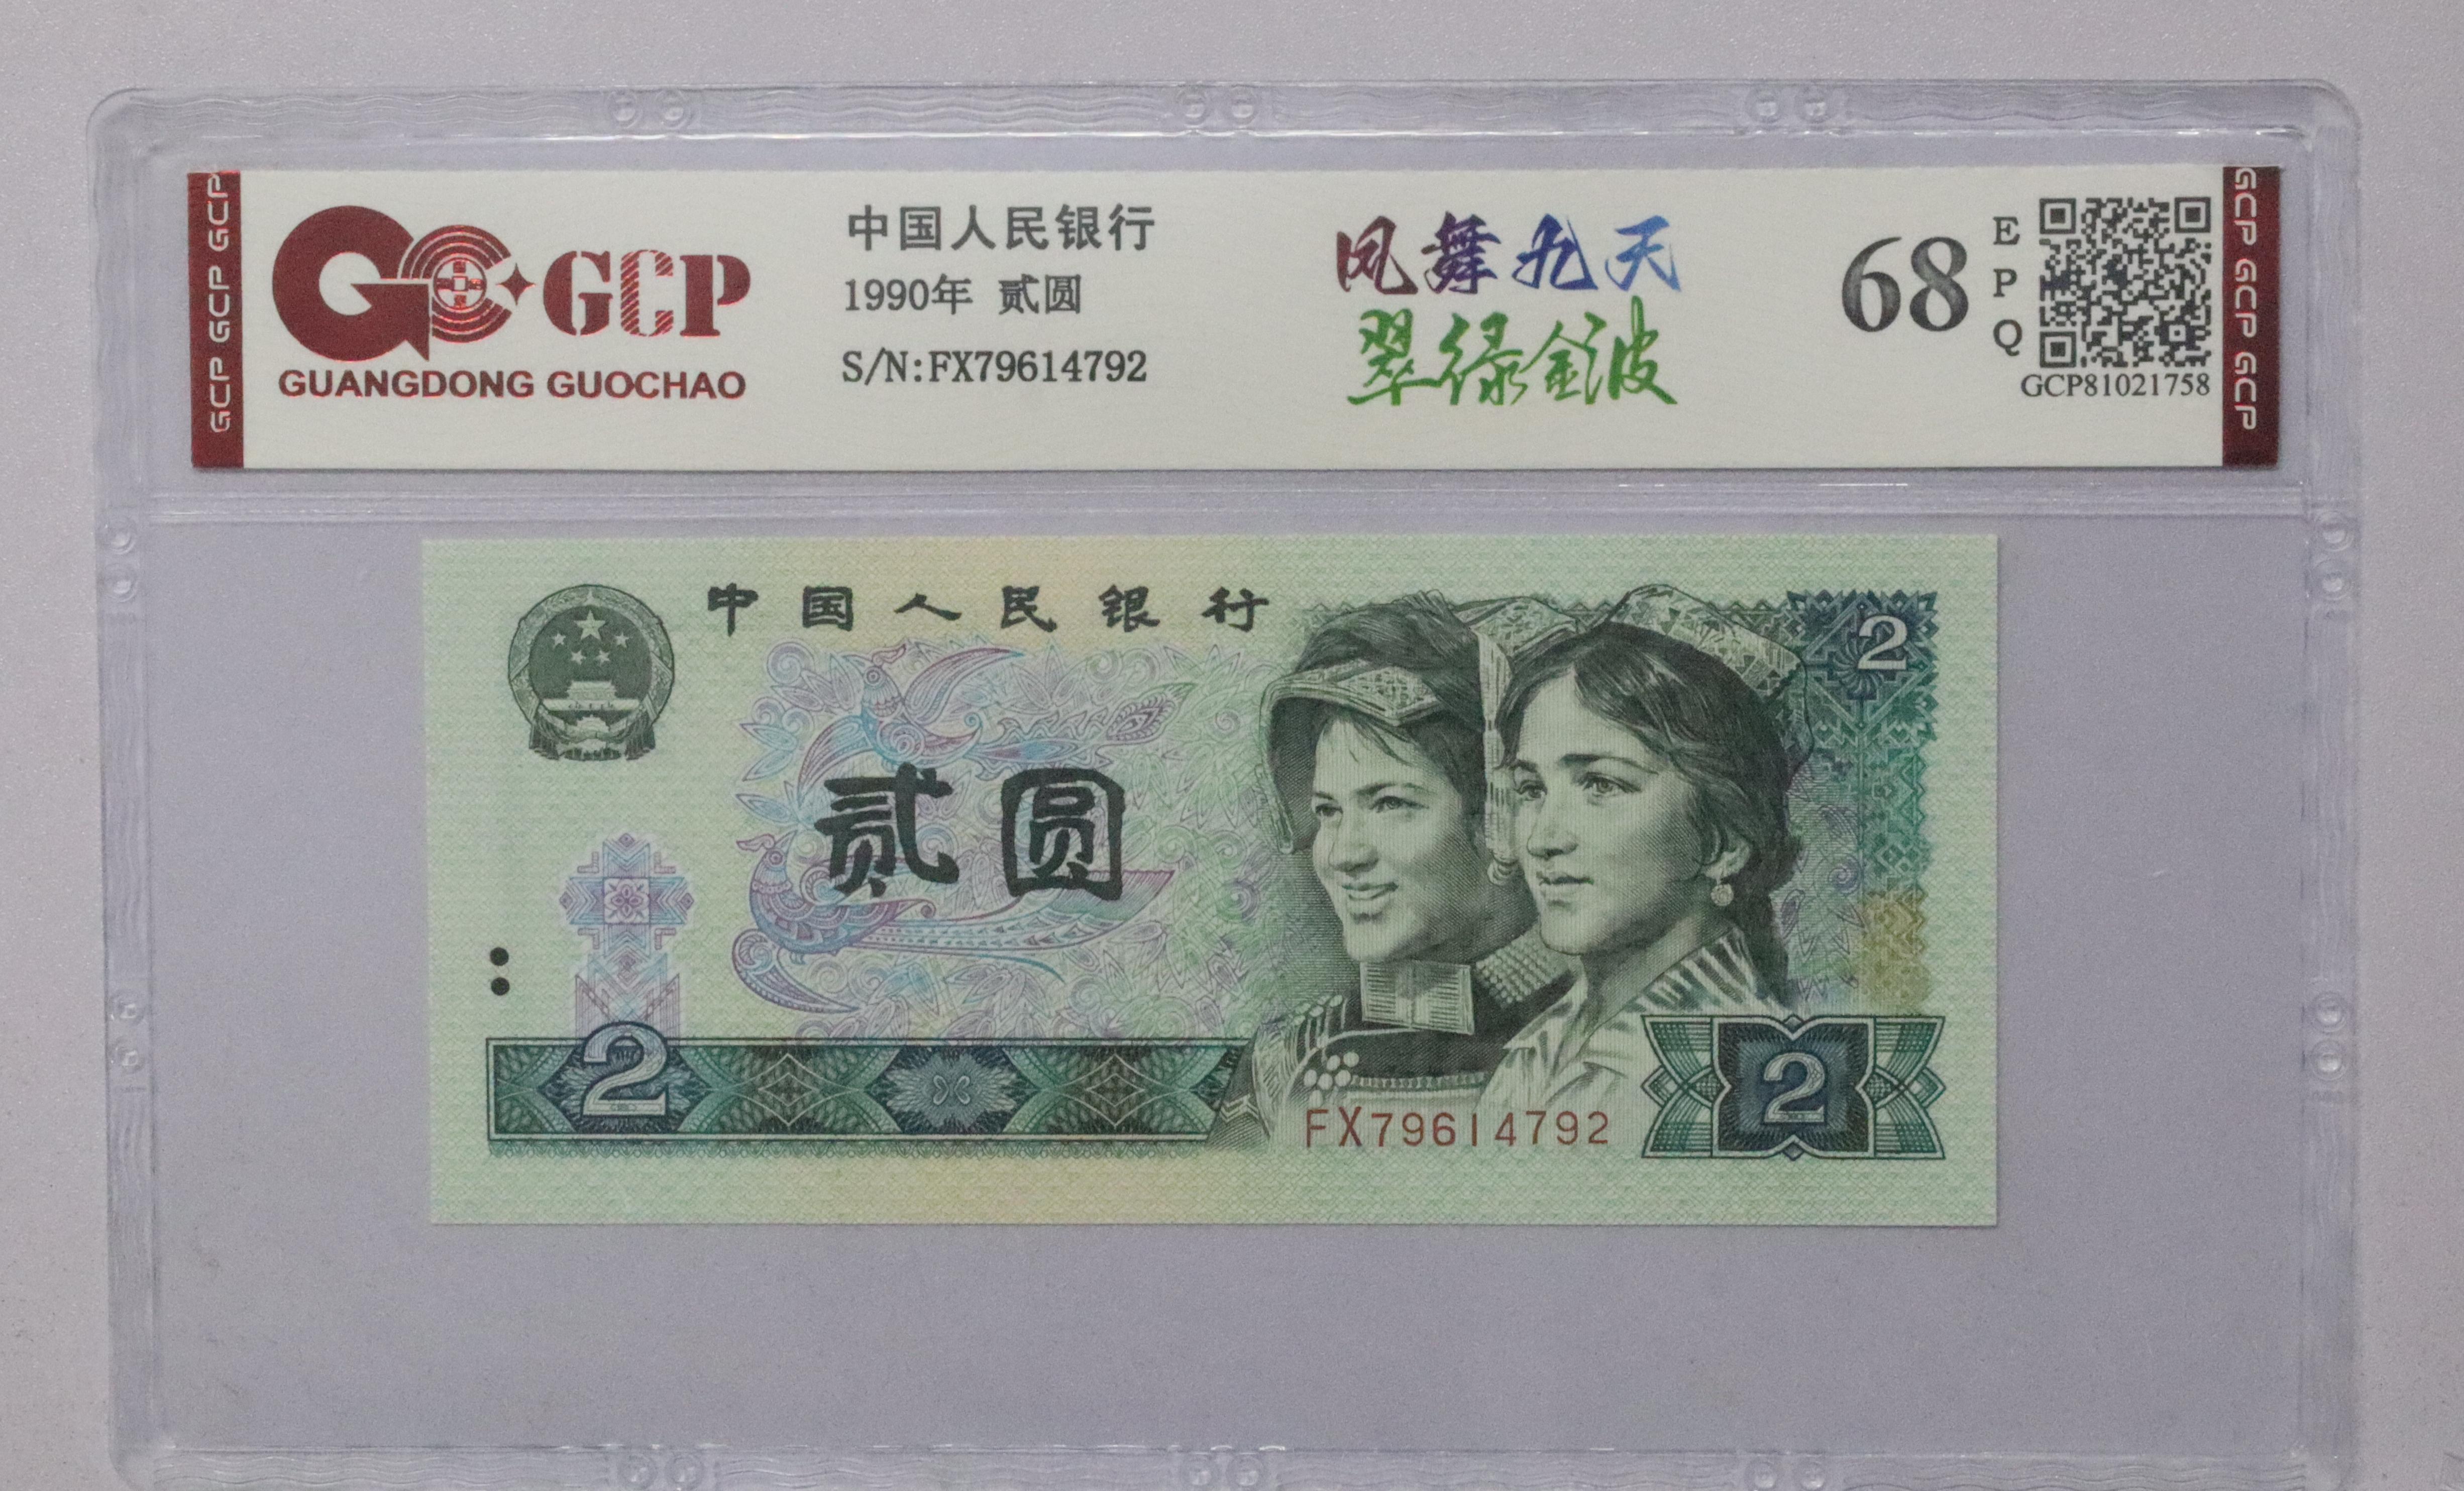 GCP GCP GCP
GCP
GUANGDONG GUOCHAO
中国人民银行
1990年 贰圆
S/N:FX79614792
凤舞九天
翠绿金波
68
E
P
Q
GCP81021758
GCP GCP GCP
中国人民银行
2
贰圆
2
FX79614792
2